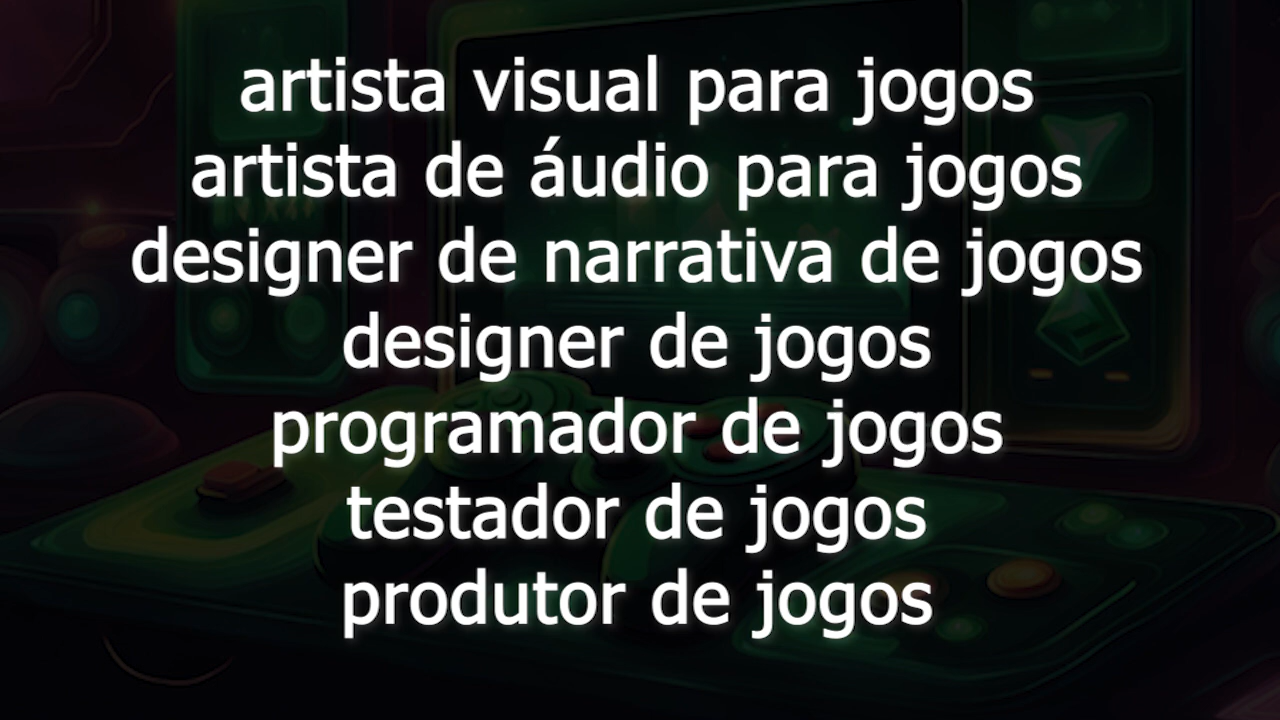 artista visual para jogos
artista de áudio para jogos
designer de narrativa de jogos
designer de jogos
programador de jogos
testador de jogos
produtor de jogos